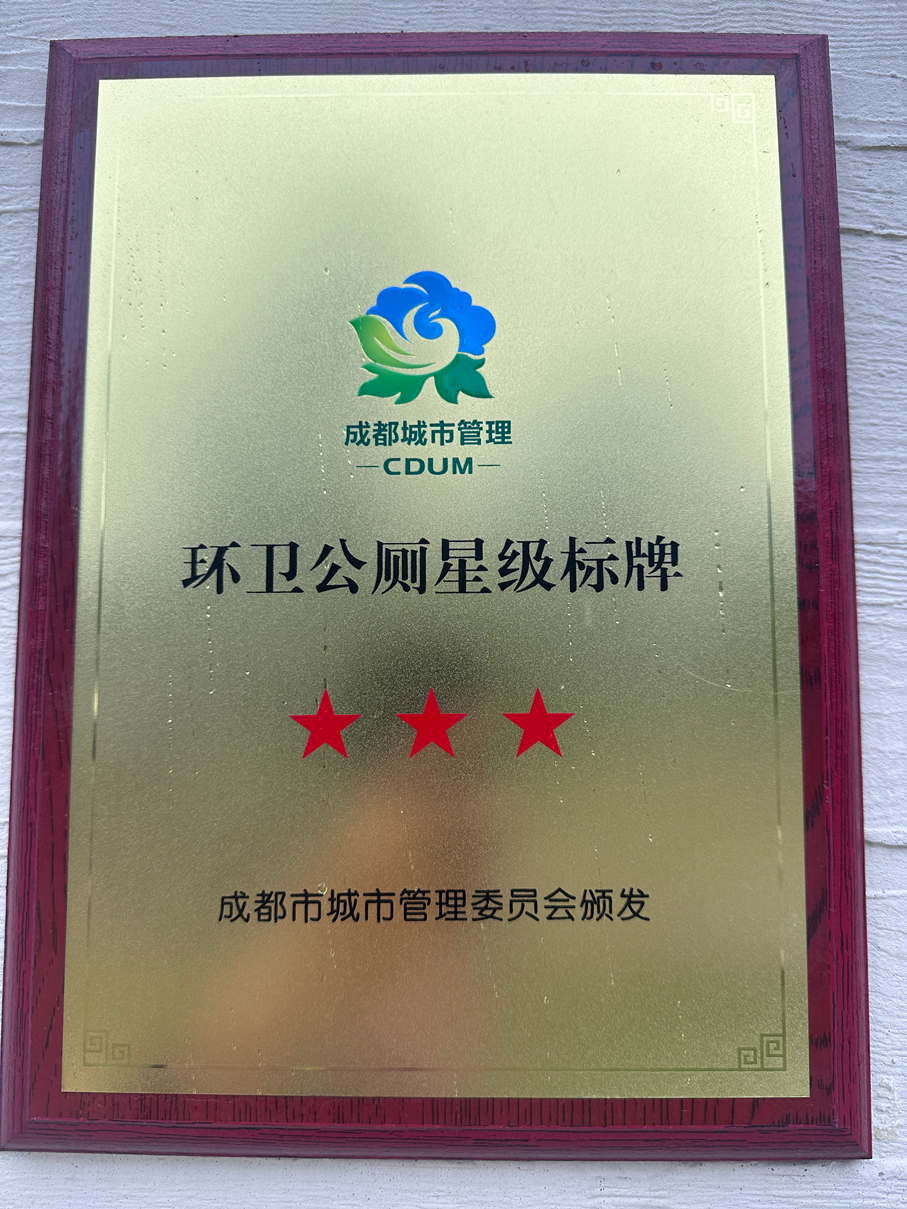 成都城市管理
CDUM
环卫公厕星级标牌
成都市城市管理委员会颁发